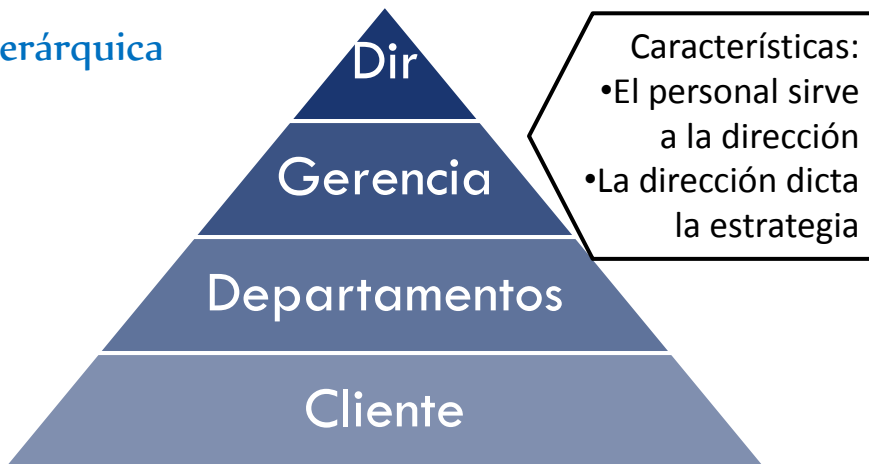 erárquica
Dir
Gerencia
Departamentos
Cliente
Características:
•El personal sirve
a la dirección
•La dirección dicta
la estrategia